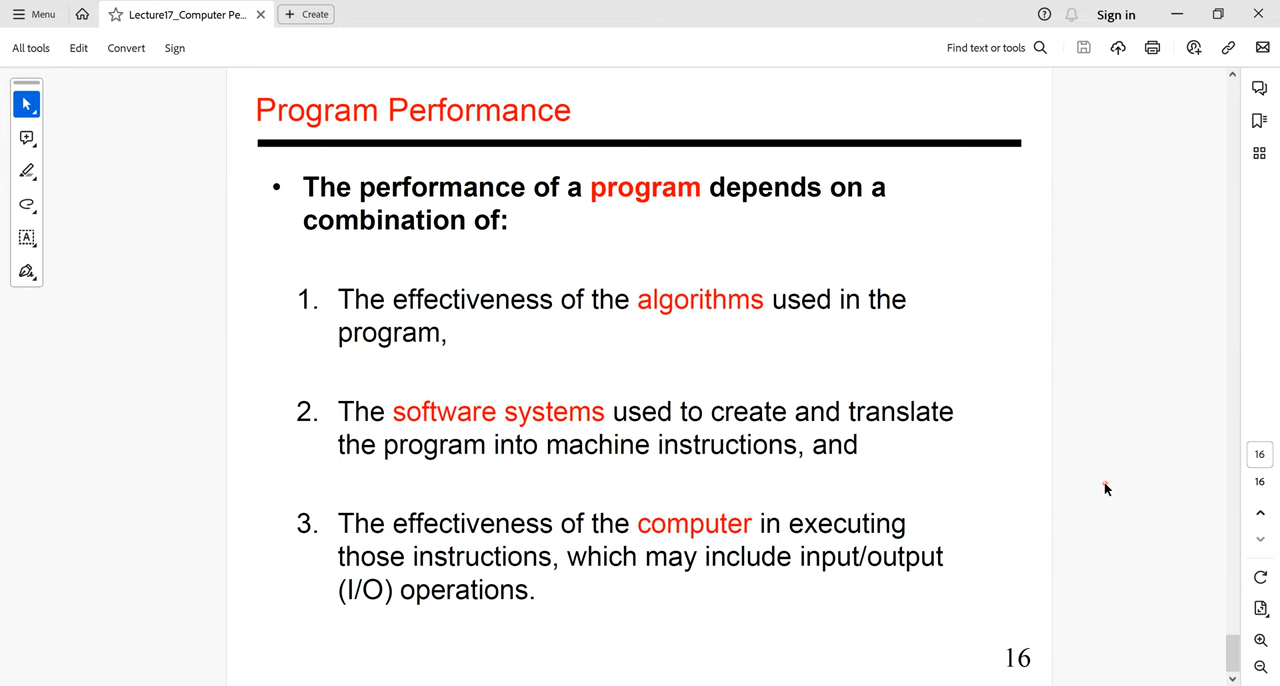 Menu
Lecture17_Computer Pe...
Create
Sign in
All tools
Edit
Convert
Sign
Find text or tools
Program Performance
• The performance of a program depends on a
combination of:
1. The effectiveness of the algorithms used in the
program,
2. The software systems used to create and translate
the program into machine instructions, and
3. The effectiveness of the computer in executing
those instructions, which may include input/output
(I/O) operations.
16
16
16